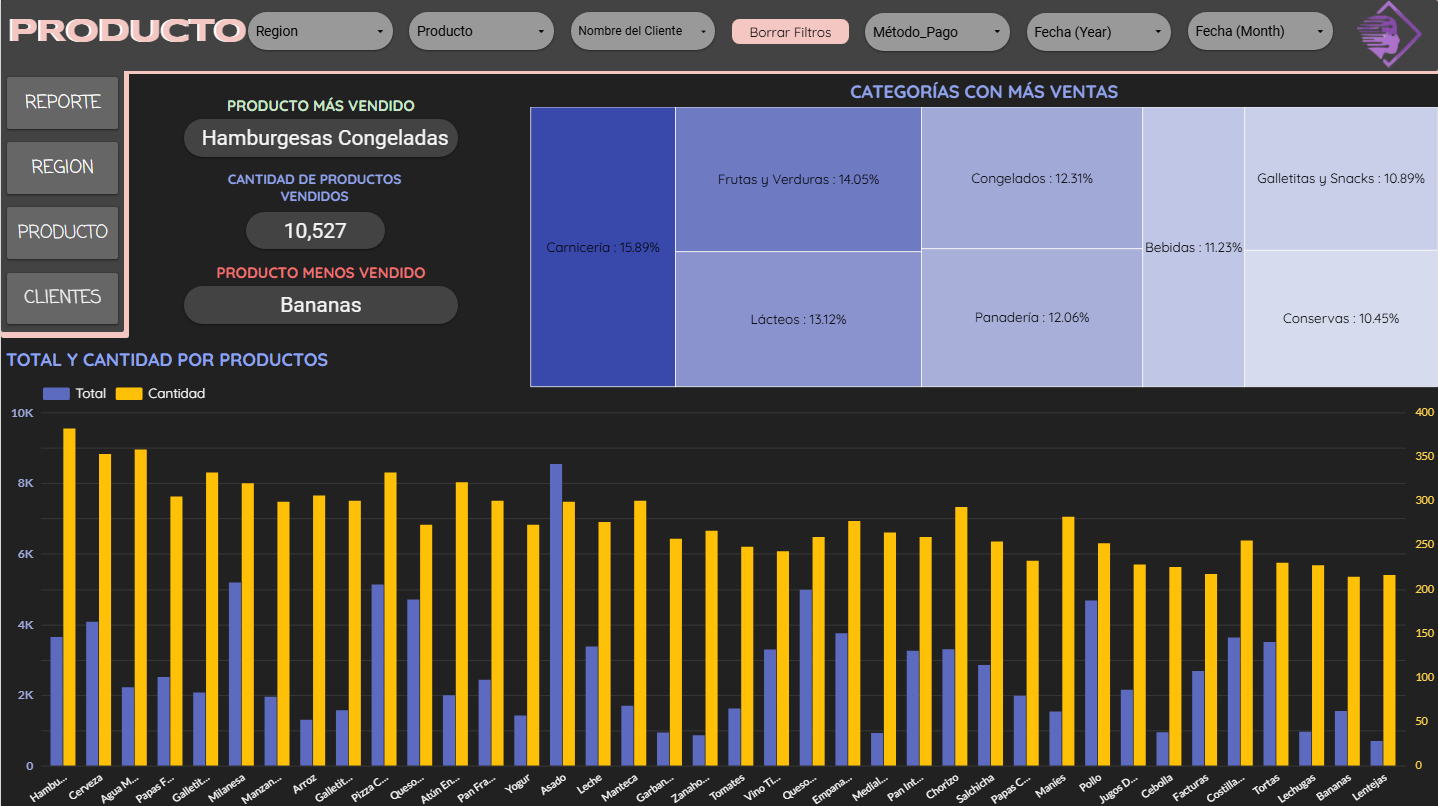 PRODUCTO
Region
Producto
Nombre del Cliente
Borrar Filtros
Método_Pago
Fecha (Year)
Fecha (Month)
REPORTE
REGION
PRODUCTO
CLIENTES
PRODUCTO MÁS VENDIDO
Hamburgesas Congeladas
CANTIDAD DE PRODUCTOS
VENDIDOS
10,527
PRODUCTO MENOS VENDIDO
Bananas
CATEGORÍAS CON MÁS VENTAS
Carnicería : 15.89%
Frutas y Verduras : 14.05%
Lácteos : 13.12%
Congelados : 12.31%
Panadería : 12.06%
Bebidas : 11.23%
Galletitas y Snacks : 10.89%
Conservas : 10.45%
TOTAL Y CANTIDAD POR PRODUCTOS
Total
Cantidad
10K
8K
6K
4K
2K
0
400
350
300
250
200
150
100
50
0
Hambu…
Cerveza
Agua M…
Papas F…
Galletit…
Milanesa
Manzan…
Arroz
Galletit…
Pizza C…
Queso…
Atún En…
Pan Fra…
Yogur
Asado
Leche
Manteca
Garban…
Zanaho…
Tomates
Vino Ti…
Queso…
Empana…
Medial…
Pan Int…
Chorizo
Salchicha
Papas C…
Maníes
Pollo
Jugos D…
Cebolla
Facturas
Costilla…
Tortas
Lechugas
Bananas
Lentejas